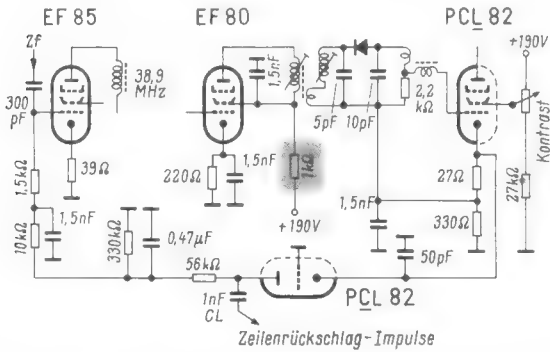 EF 85
EF 80
PCL 82
Zf
300 pF
38,9 MHz
1,5nF
5pF
10pF
2,2 kΩ
+190V
Kontrast
39Ω
1,5kΩ
1,5nF
10kΩ
220Ω
1,5nF
1kΩ
+190V
27Ω
330Ω
27kΩ
1,5nF
330kΩ
0,47µF
56kΩ
50pF
1nF
CL
PCL 82
Zeilenrückschlag-Impulse